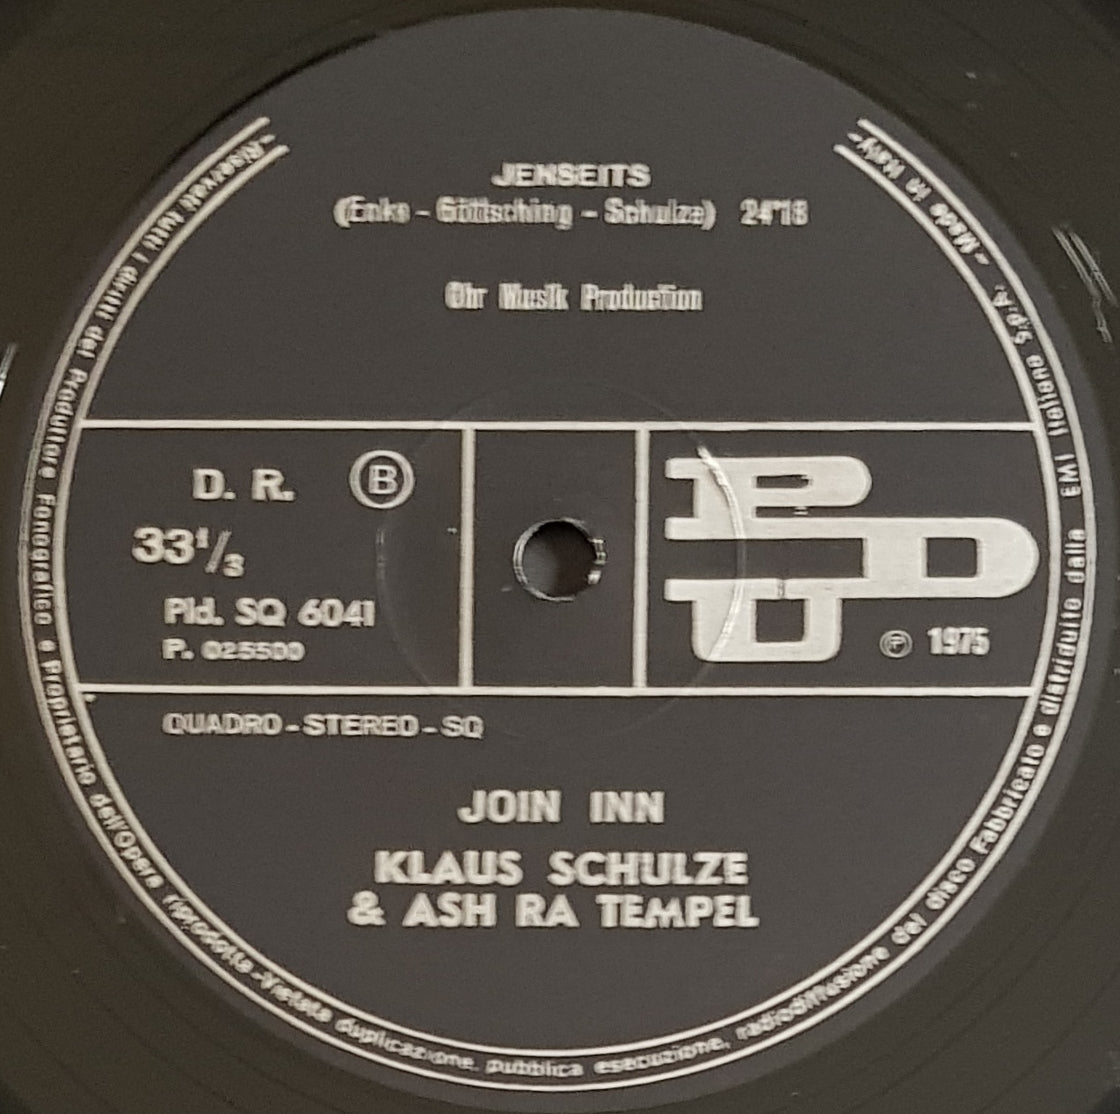 JENSEITS
(Enke - Göttsching - Schulze) 24'18
Ohr Musik Production
D. R. B
33⅓
Pld. SQ 6041
P. 025500
PDU
Ⓟ 1975
QUADRO - STEREO - SQ
JOIN INN
KLAUS SCHULZE
& ASH RA TEMPEL
- Riservati tutti i diritti del Produttore Fonografico e Proprietario dell'Opera riprodotta - Vietata duplicazione, pubblica esecuzione, radiodiffusione del disco Fabbricato e distribuito dalla EMI Italiana S.p.A. - Made in Italy -